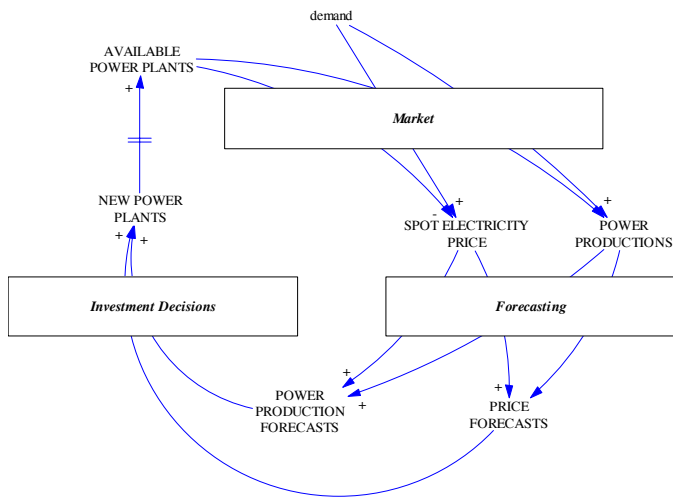 demand
AVAILABLE
POWER PLANTS
+
Market
NEW POWER
PLANTS
+
+
-
+
SPOT ELECTRICITY
PRICE
+
POWER
PRODUCTIONS
Investment Decisions
Forecasting
+
+
POWER
PRODUCTION
FORECASTS
+
PRICE
FORECASTS